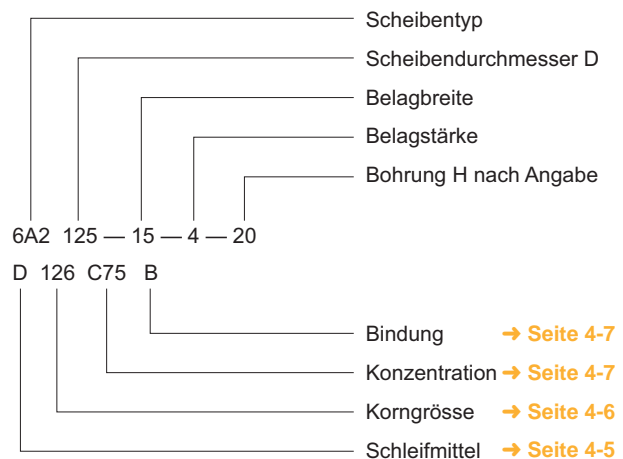 Scheibentyp
Scheibendurchmesser D
Belagbreite
Belagstärke
Bohrung H nach Angabe
6A2 125 — 15 — 4 — 20
D 126 C75 B
Bindung ➜ Seite 4-7
Konzentration ➜ Seite 4-7
Korngrösse ➜ Seite 4-6
Schleifmittel ➜ Seite 4-5